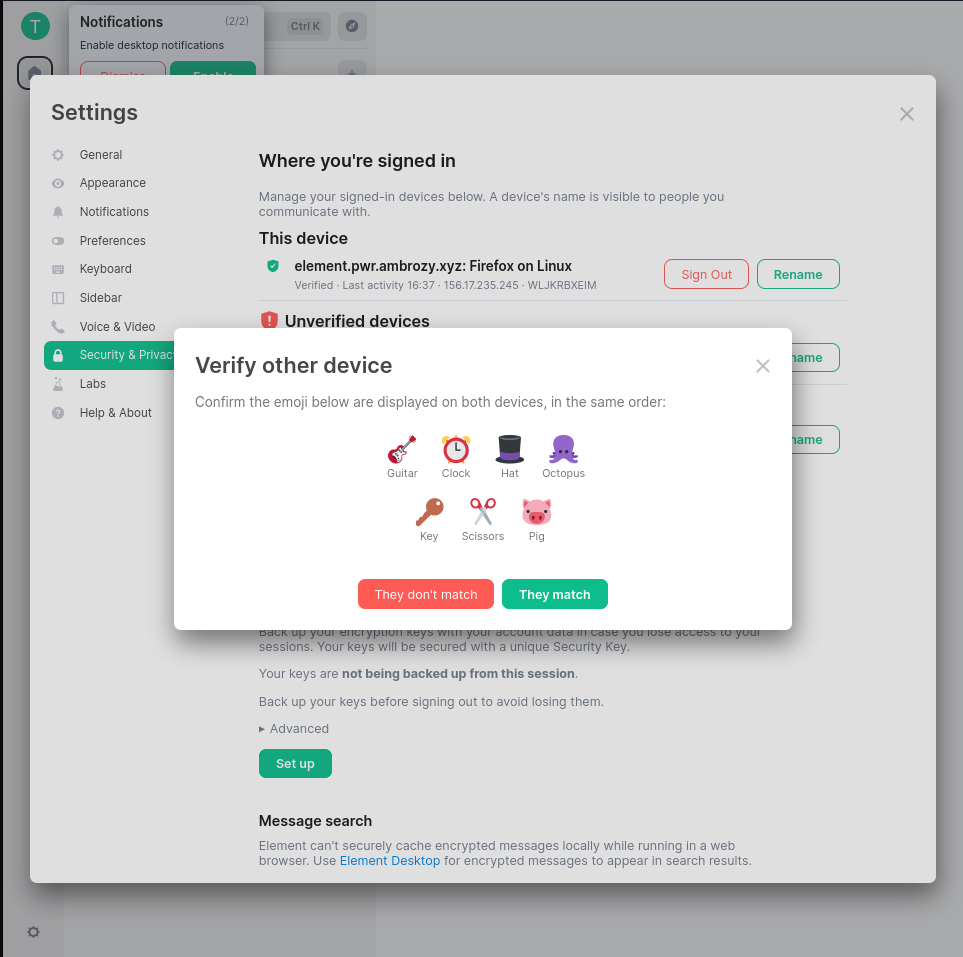 T
Notifications (2/2)
Ctrl K
Enable desktop notifications
Dismiss Enable
Settings
General
Appearance
Notifications
Preferences
Keyboard
Sidebar
Voice & Video
Security & Privac
Labs
Help & About
Where you're signed in
Manage your signed-in devices below. A device's name is visible to people you
communicate with.
This device
element.pwr.ambrozy.xyz: Firefox on Linux
Verified · Last activity 16:37 · 156.17.235.245 · WLJKRBXEIM
Sign Out
Rename
Unverified devices
name
name
Verify other device
Confirm the emoji below are displayed on both devices, in the same order:
Guitar Clock Hat Octopus
Key Scissors Pig
They don't match They match
Back up your encryption keys with your account data in case you lose access to your
sessions. Your keys will be secured with a unique Security Key.
Your keys are not being backed up from this session.
Back up your keys before signing out to avoid losing them.
▸ Advanced
Set up
Message search
Element can't securely cache encrypted messages locally while running in a web
browser. Use Element Desktop for encrypted messages to appear in search results.